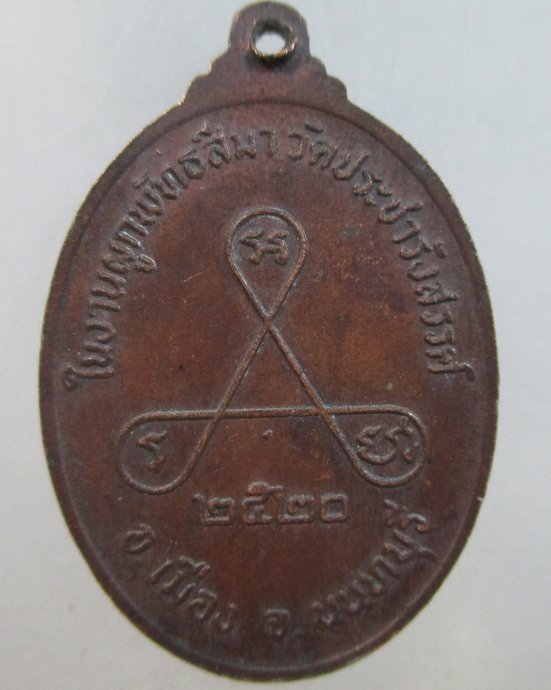 ในงานผูกพัทธสีมา วัดประชารังสรรค์
๒๕๒๐
อ.เมือง จ.นนทบุรี